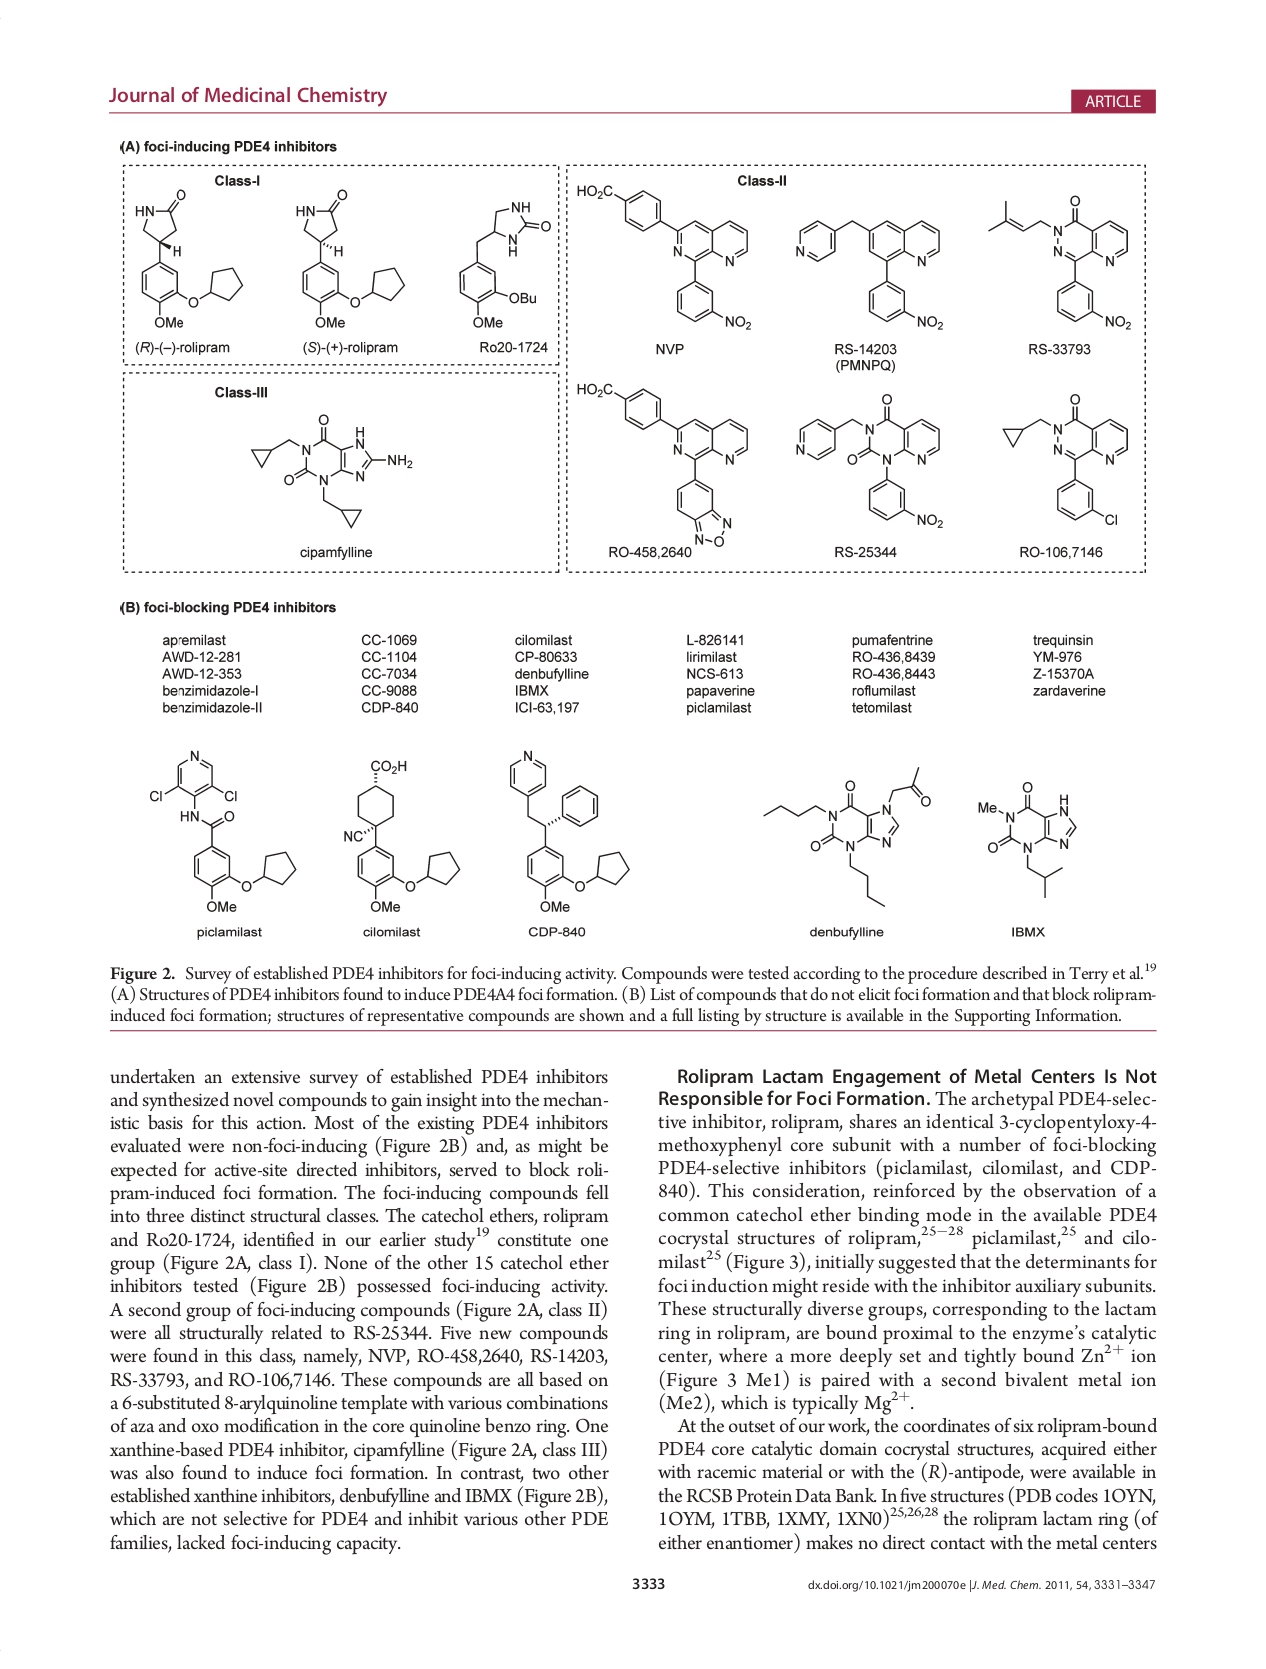 Journal of Medicinal Chemistry
ARTICLE
(A) foci-inducing PDE4 inhibitors
Class-I
HN
O
H
O
OMe
(R)-(−)-rolipram
HN
O
H
O
OMe
(S)-(+)-rolipram
NH
O
N
H
OBu
OMe
Ro20-1724
Class-II
HO2C
N
N
NO2
NVP
N
N
NO2
RS-14203
(PMNPQ)
O
N
N
N
NO2
RS-33793
Class-III
O
H
N
N
NH2
O
N
N
cipamfylline
HO2C
N
N
N
N
O
RO-458,2640
O
N
N
O
N
N
NO2
RS-25344
O
N
N
N
Cl
RO-106,7146
(B) foci-blocking PDE4 inhibitors
apremilast CC-1069 cilomilast L-826141 pumafentrine trequinsin
AWD-12-281 CC-1104 CP-80633 lirimilast RO-436,8439 YM-976
AWD-12-353 CC-7034 denbufylline NCS-613 RO-436,8443 Z-15370A
benzimidazole-I CC-9088 IBMX papaverine roflumilast zardaverine
benzimidazole-II CDP-840 ICI-63,197 piclamilast tetomilast
N
Cl
Cl
HN
O
O
OMe
piclamilast
CO2H
NC
O
OMe
cilomilast
N
O
OMe
CDP-840
O
O
N
N
O
N
N
denbufylline
O
H
Me
N
N
O
N
N
IBMX
Figure 2. Survey of established PDE4 inhibitors for foci-inducing activity. Compounds were tested according to the procedure described in Terry et al.19
(A) Structures of PDE4 inhibitors found to induce PDE4A4 foci formation. (B) List of compounds that do not elicit foci formation and that block rolipram-
induced foci formation; structures of representative compounds are shown and a full listing by structure is available in the Supporting Information.
undertaken an extensive survey of established PDE4 inhibitors
and synthesized novel compounds to gain insight into the mechan-
istic basis for this action. Most of the existing PDE4 inhibitors
evaluated were non-foci-inducing (Figure 2B) and, as might be
expected for active-site directed inhibitors, served to block roli-
pram-induced foci formation. The foci-inducing compounds fell
into three distinct structural classes. The catechol ethers, rolipram
and Ro20-1724, identified in our earlier study19 constitute one
group (Figure 2A, class I). None of the other 15 catechol ether
inhibitors tested (Figure 2B) possessed foci-inducing activity.
A second group of foci-inducing compounds (Figure 2A, class II)
were all structurally related to RS-25344. Five new compounds
were found in this class, namely, NVP, RO-458,2640, RS-14203,
RS-33793, and RO-106,7146. These compounds are all based on
a 6-substituted 8-arylquinoline template with various combinations
of aza and oxo modification in the core quinoline benzo ring. One
xanthine-based PDE4 inhibitor, cipamfylline (Figure 2A, class III)
was also found to induce foci formation. In contrast, two other
established xanthine inhibitors, denbufylline and IBMX (Figure 2B),
which are not selective for PDE4 and inhibit various other PDE
families, lacked foci-inducing capacity.
Rolipram Lactam Engagement of Metal Centers Is Not
Responsible for Foci Formation. The archetypal PDE4-selec-
tive inhibitor, rolipram, shares an identical 3-cyclopentyloxy-4-
methoxyphenyl core subunit with a number of foci-blocking
PDE4-selective inhibitors (piclamilast, cilomilast, and CDP-
840). This consideration, reinforced by the observation of a
common catechol ether binding mode in the available PDE4
cocrystal structures of rolipram,25−28 piclamilast,25 and cilo-
milast25 (Figure 3), initially suggested that the determinants for
foci induction might reside with the inhibitor auxiliary subunits.
These structurally diverse groups, corresponding to the lactam
ring in rolipram, are bound proximal to the enzyme's catalytic
center, where a more deeply set and tightly bound Zn2+ ion
(Figure 3 Me1) is paired with a second bivalent metal ion
(Me2), which is typically Mg2+.
At the outset of our work, the coordinates of six rolipram-bound
PDE4 core catalytic domain cocrystal structures, acquired either
with racemic material or with the (R)-antipode, were available in
the RCSB Protein Data Bank. In five structures (PDB codes 1OYN,
1OYM, 1TBB, 1XMY, 1XN0)25,26,28 the rolipram lactam ring (of
either enantiomer) makes no direct contact with the metal centers
3333
dx.doi.org/10.1021/jm200070e |J. Med. Chem. 2011, 54, 3331–3347